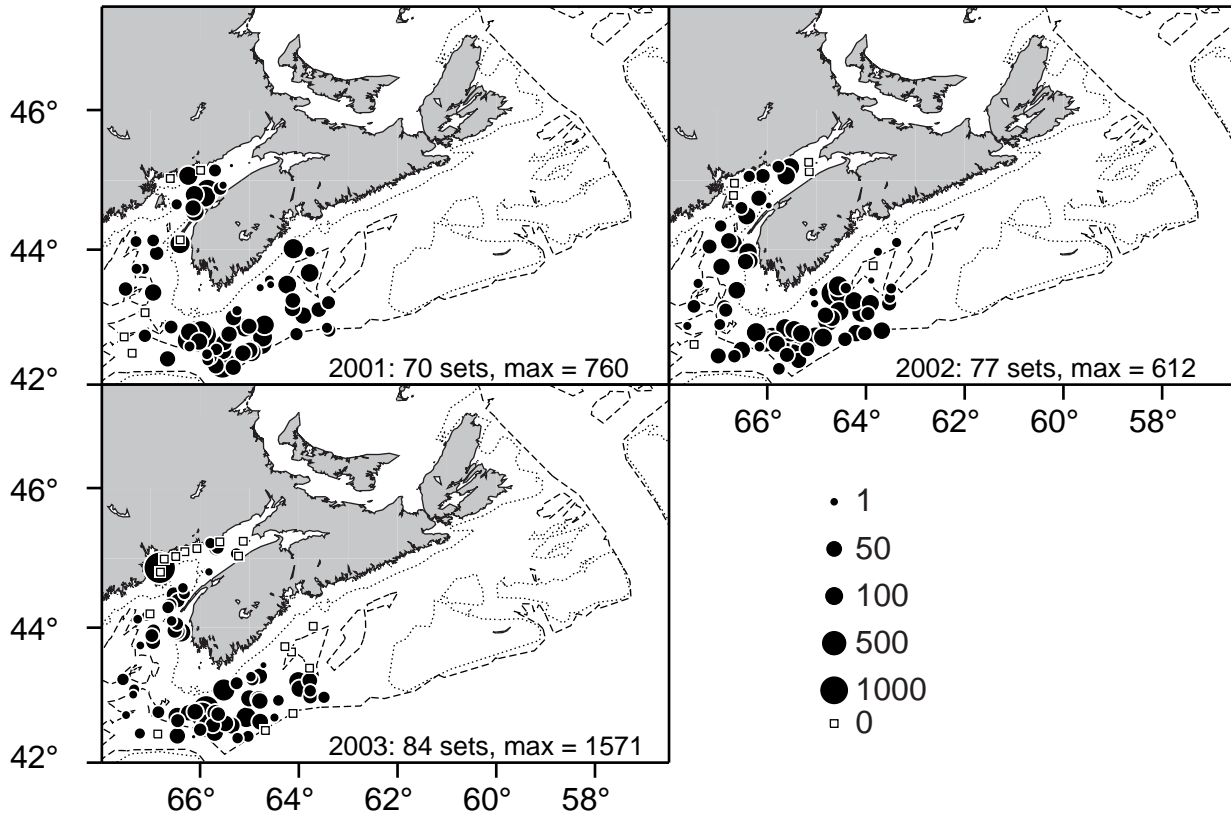 46°
44°
42°
2001: 70 sets, max = 760
2002: 77 sets, max = 612
66° 64° 62° 60° 58°
46°
44°
42°
2003: 84 sets, max = 1571
66° 64° 62° 60° 58°
1
50
100
500
1000
0